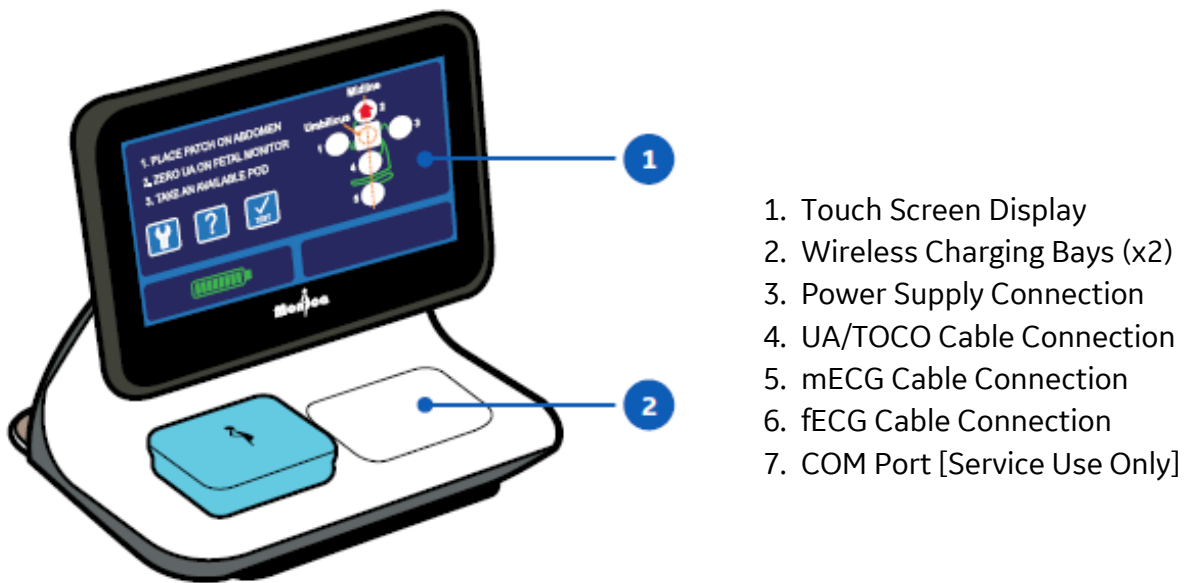 Midline
2
Umbilicus
3
1
4
5
1. PLACE PATCH ON ABDOMEN
2. ZERO UA ON FETAL MONITOR
3. TAKE AN AVAILABLE POD
?
TEST
Monica
1
2
1. Touch Screen Display
2. Wireless Charging Bays (x2)
3. Power Supply Connection
4. UA/TOCO Cable Connection
5. mECG Cable Connection
6. fECG Cable Connection
7. COM Port [Service Use Only]